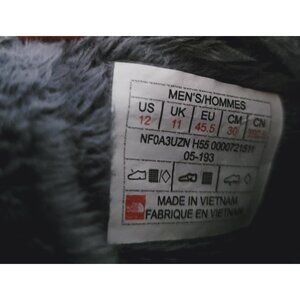 MEN'S/HOMMES
US UK EU CM CN
12 11 45.5 30
NF0A3UZN H55
05-193
MADE IN VIETNAM
FABRIQUE EN VIETNAM